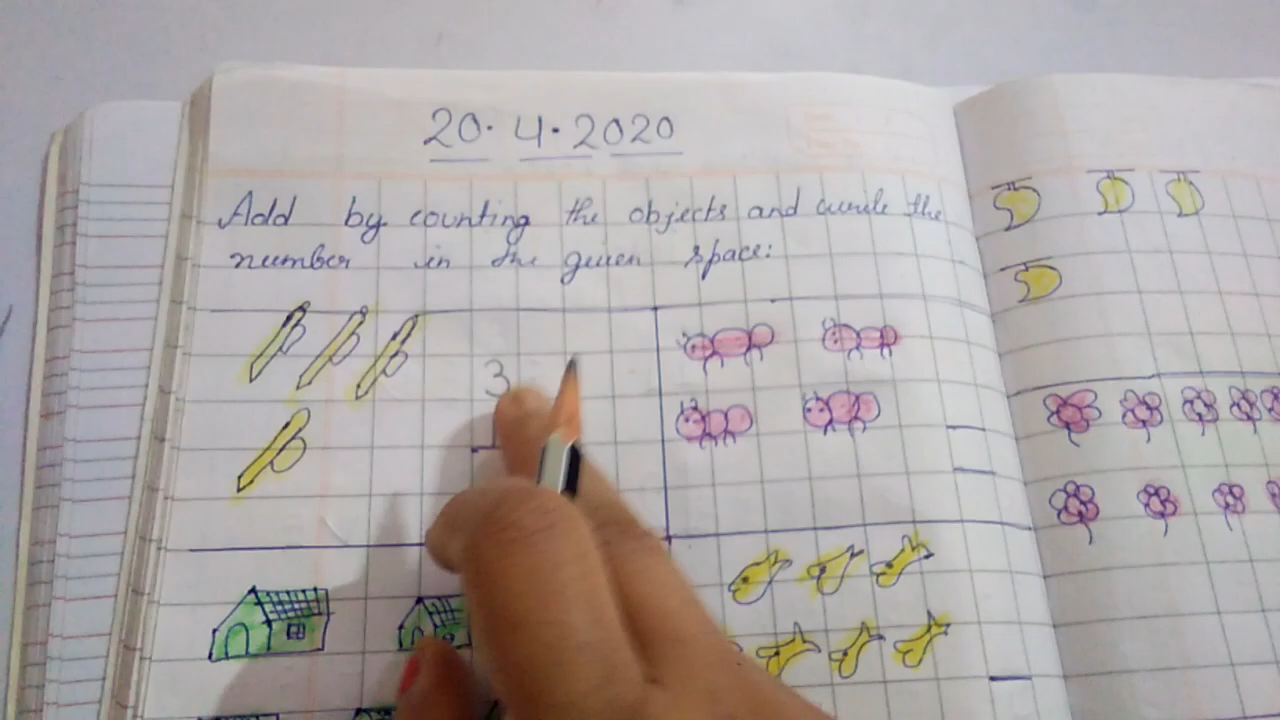 20.4.2020
Add by counting the objects and write the
number in the given space:
3